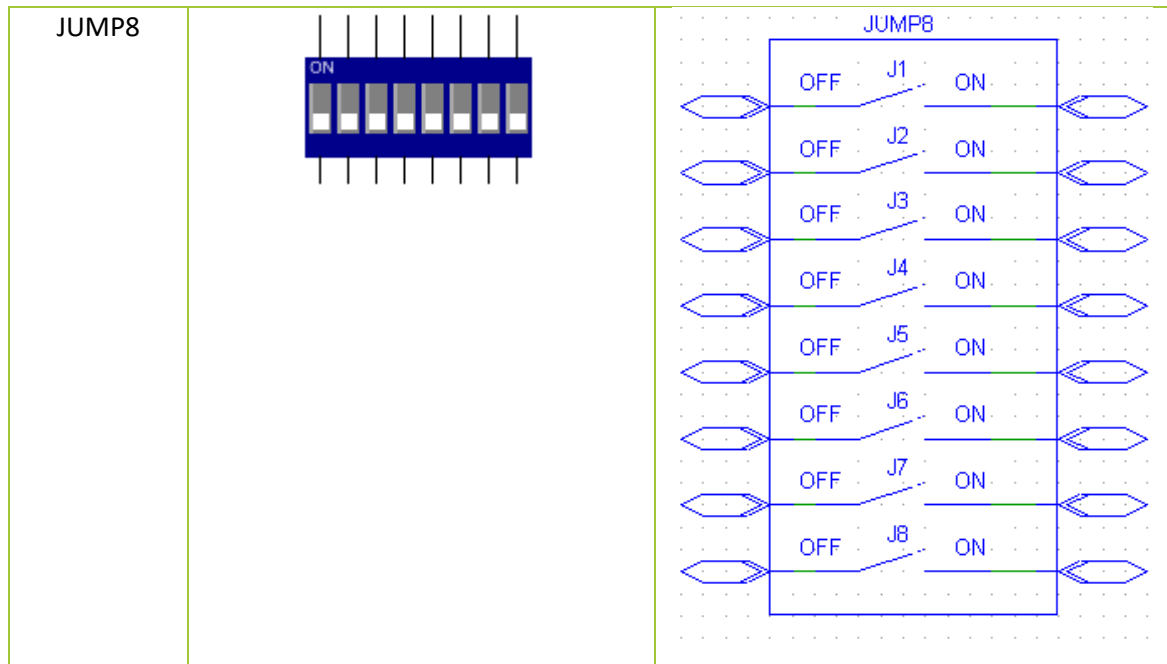 JUMP8
ON
JUMP8
OFF J1 ON
OFF J2 ON
OFF J3 ON
OFF J4 ON
OFF J5 ON
OFF J6 ON
OFF J7 ON
OFF J8 ON